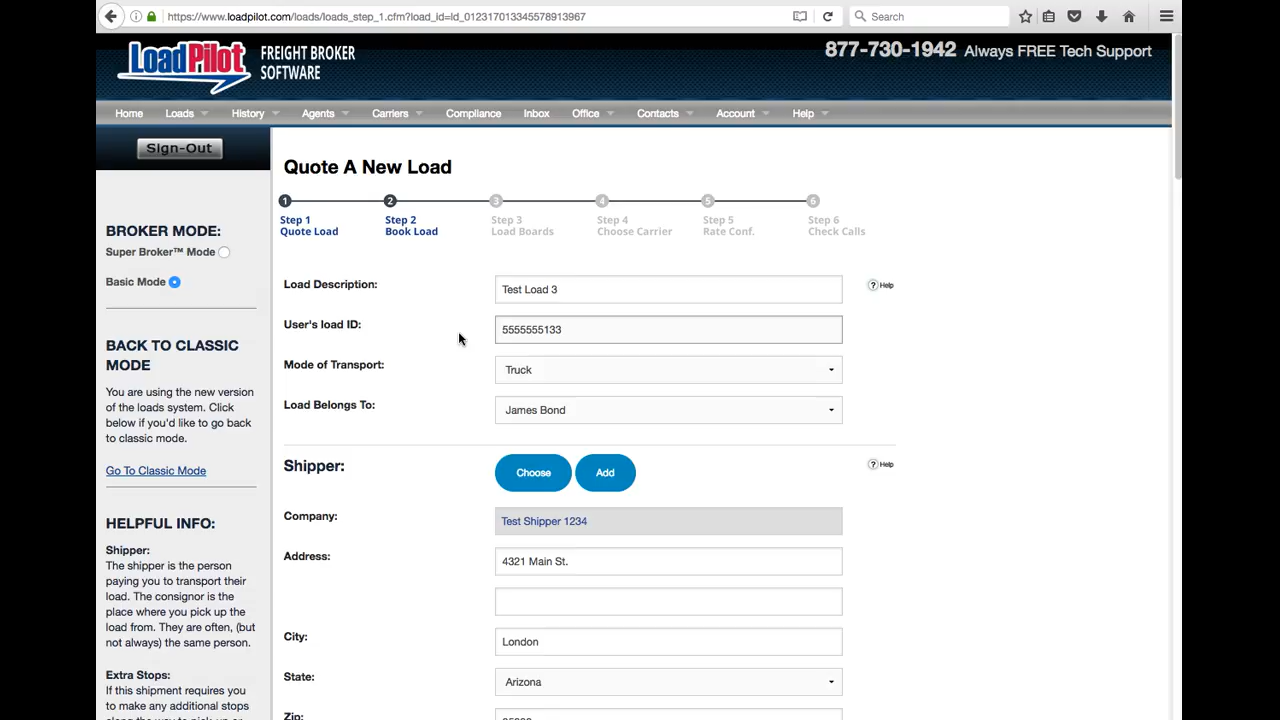 https://www.loadpilot.com/loads/loads_step_1.cfm?load_id=ld_012317013345578913967
Search
LoadPilot
FREIGHT BROKER
SOFTWARE
877-730-1942 Always FREE Tech Support
Home Loads History Agents Carriers Compliance Inbox Office Contacts Account Help
Sign-Out
BROKER MODE:
Super Broker™ Mode
Basic Mode
BACK TO CLASSIC
MODE
You are using the new version
of the loads system. Click
below if you'd like to go back
to classic mode.
Go To Classic Mode
HELPFUL INFO:
Shipper:
The shipper is the person
paying you to transport their
load. The consignor is the
place where you pick up the
load from. They are often, (but
not always) the same person.
Extra Stops:
If this shipment requires you
to make any additional stops
Quote A New Load
1 2 3 4 5 6
Step 1 Step 2 Step 3 Step 4 Step 5 Step 6
Quote Load Book Load Load Boards Choose Carrier Rate Conf. Check Calls
Load Description: Test Load 3 ? Help
User's load ID: 5555555133
Mode of Transport: Truck
Load Belongs To: James Bond
Shipper: Choose Add ? Help
Company: Test Shipper 1234
Address: 4321 Main St.
City: London
State: Arizona
Zip: